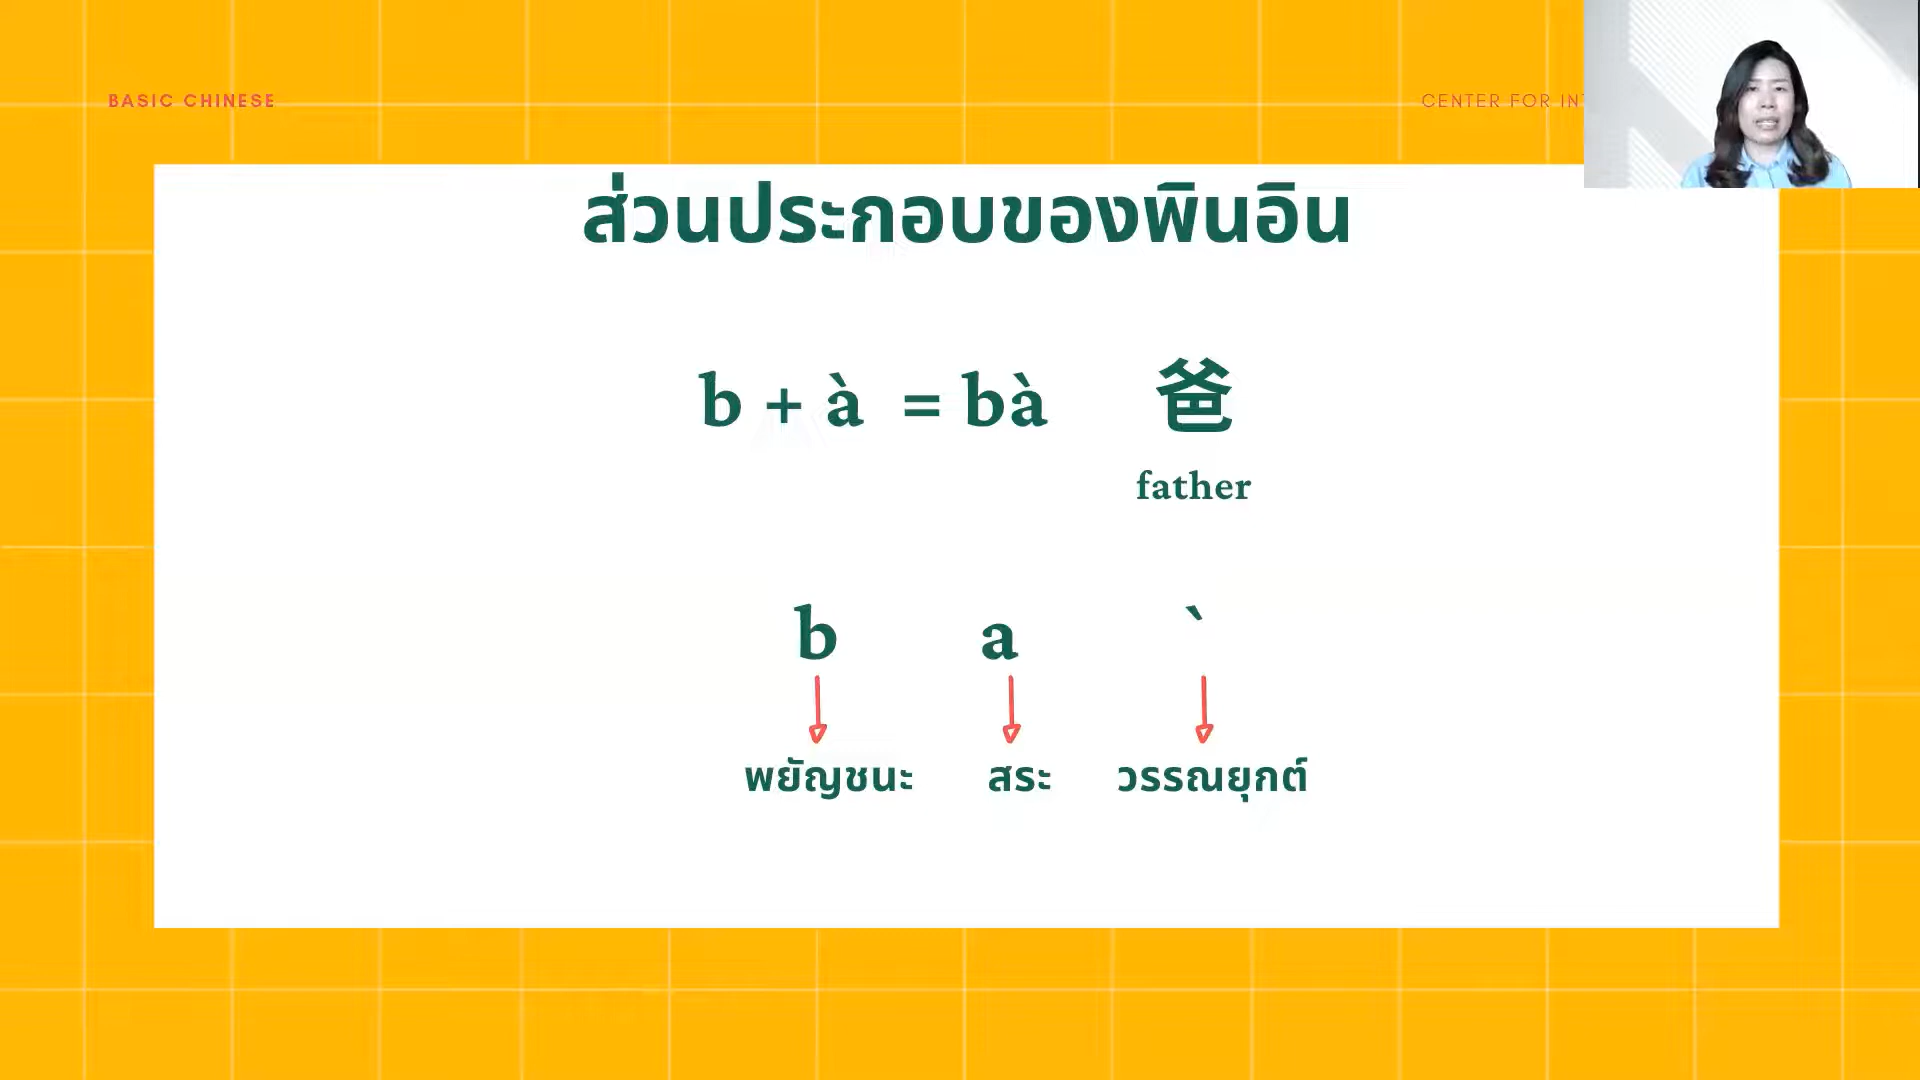 BASIC CHINESE
CENTER FOR
ส่วนประกอบของพินอิน
b + à = bà 爸
father
b a `
พยัญชนะ สระ วรรณยุกต์